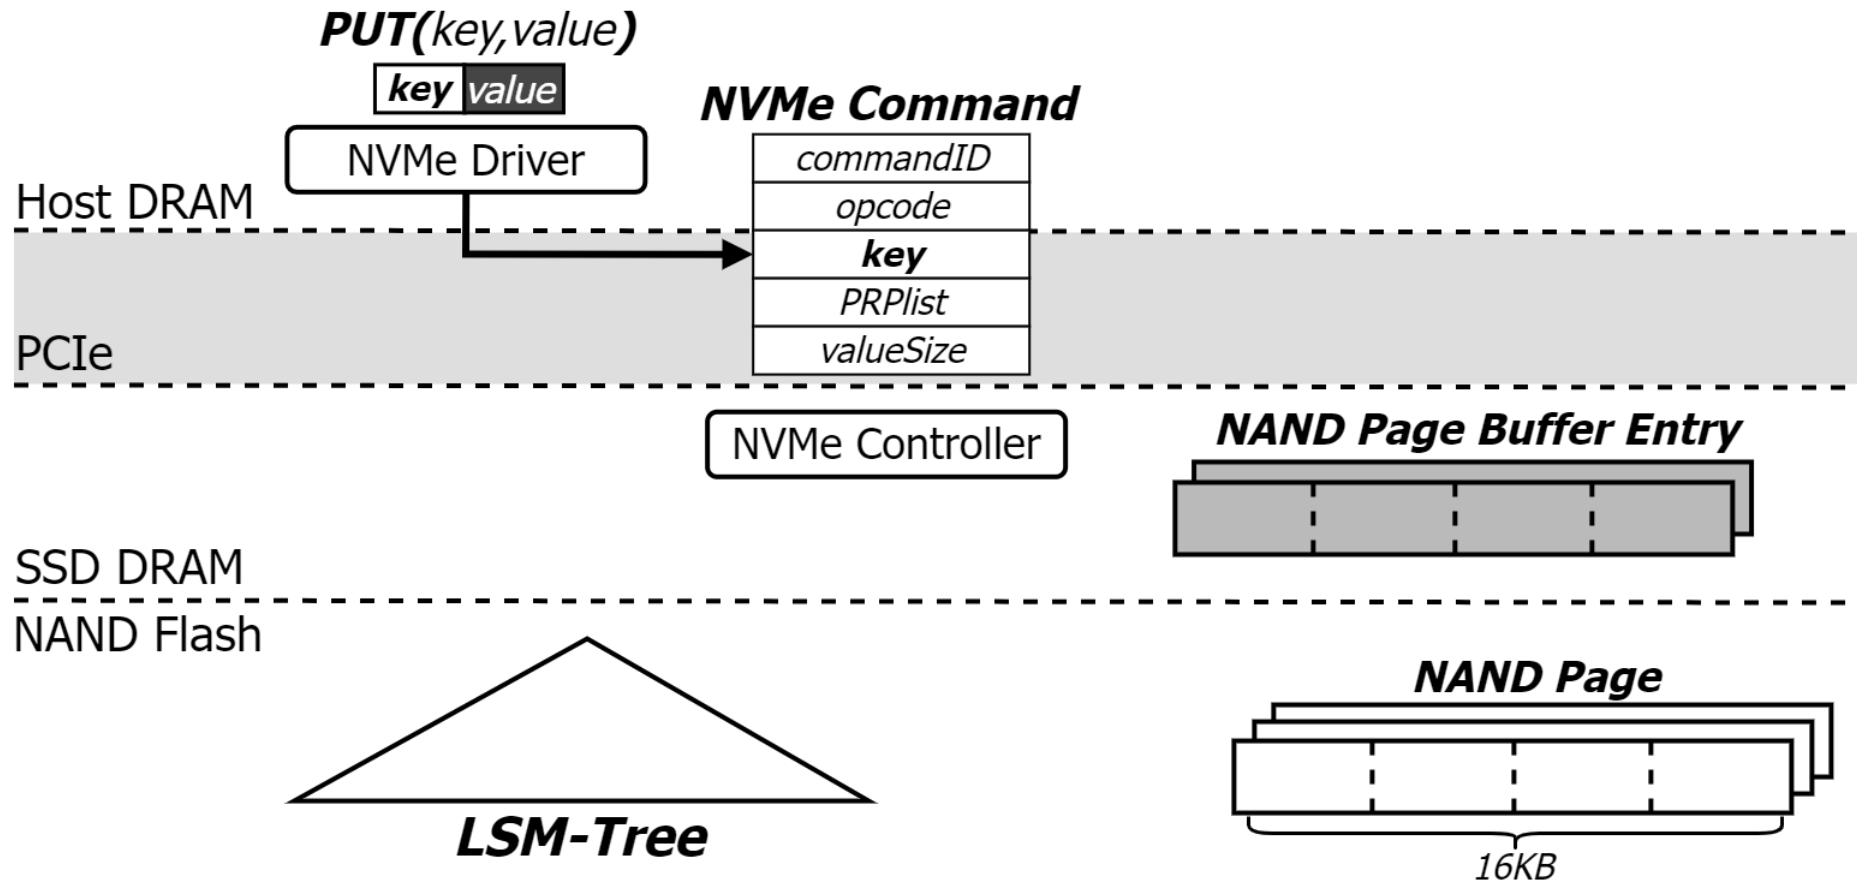 PUT(key,value)
key value
NVMe Driver
NVMe Command
commandID
opcode
key
PRPlist
valueSize
Host DRAM
PCIe
NVMe Controller
NAND Page Buffer Entry
SSD DRAM
NAND Flash
LSM-Tree
NAND Page
16KB